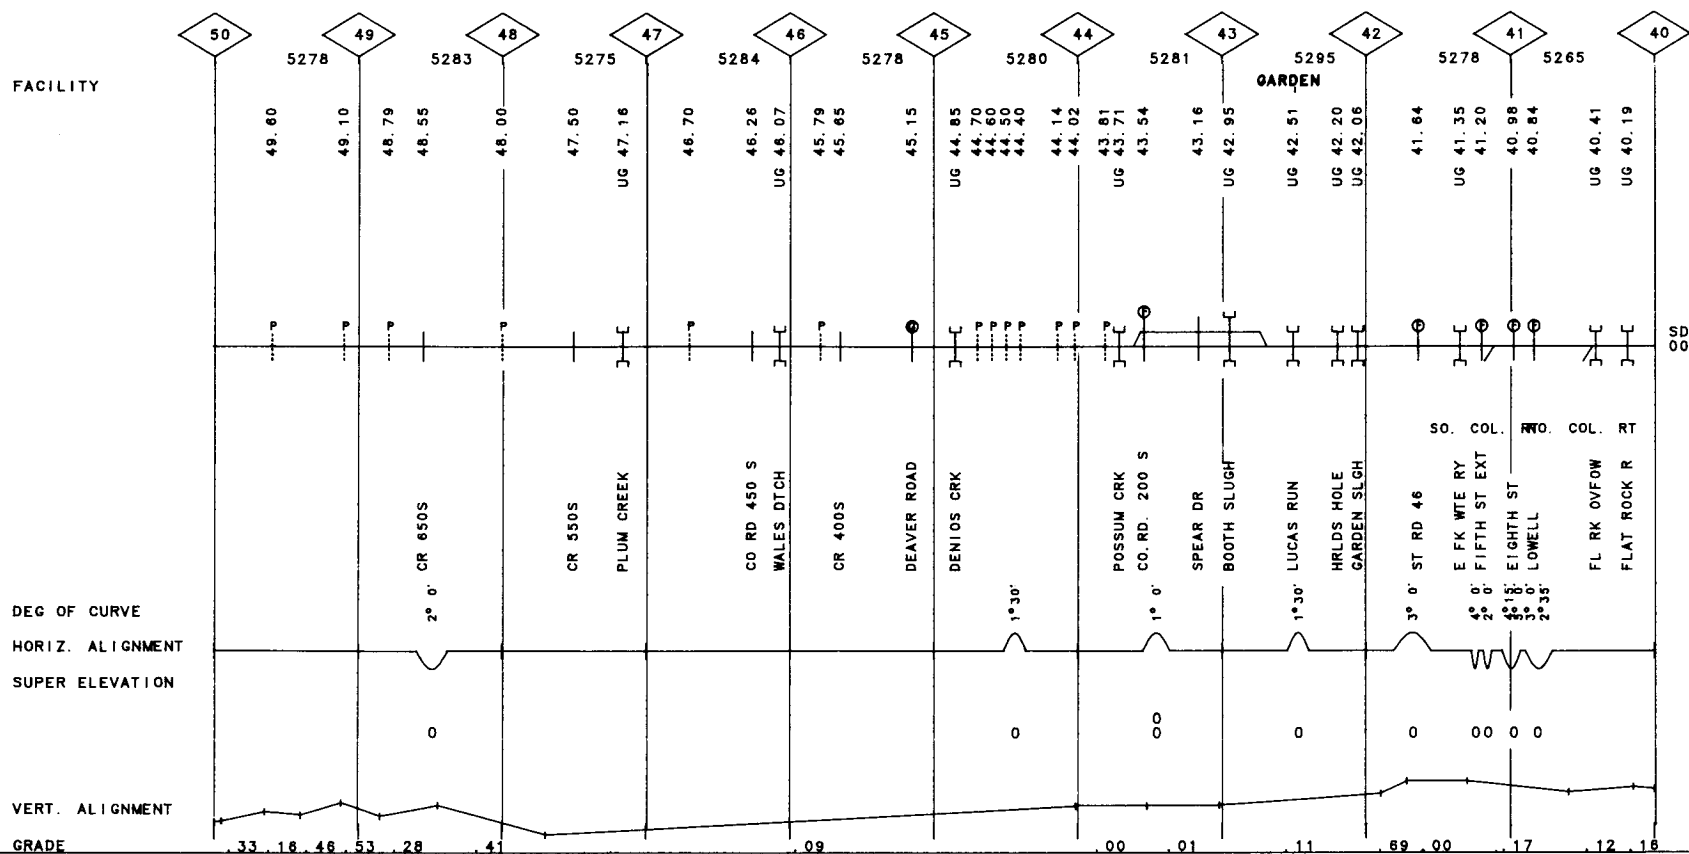 50 49 48 47 46 45 44 43 42 41 40
5278 5283 5275 5284 5278 5280 5281 5295 5278 5265
FACILITY
GARDEN
49.60 49.10 48.79 48.55 48.00 47.50 UG 47.16 46.70 46.26 UG 46.07 45.79 45.65 45.15 UG 44.85 44.70 44.60 44.50 44.40 44.14 44.02 43.81 UG 43.71 43.54 43.16 UG 42.95 UG 42.51 UG 42.20 UG 42.06 41.64 UG 41.35 41.20 40.98 40.84 UG 40.41 UG 40.19
P P P P P P P P P P P P P F F F F F
SD
00
SO. COL. NO. COL. RT
CR 650S CR 550S PLUM CREEK CO RD 450 S WALES DTCH CR 400S DEAVER ROAD DENIOS CRK POSSUM CRK CO.RD. 200 S SPEAR DR BOOTH SLUGH LUCAS RUN HRLDS HOLE GARDEN SLGH ST RD 46 E FK WTE RY FIFTH ST EXT EIGHTH ST LOWELL FL RK OVFOW FLAT ROCK R
DEG OF CURVE
2° 0' 1°30' 1° 0' 1°30' 3° 0' 4° 0' 2° 0' 4°15' 3° 0' 2°35'
HORIZ. ALIGNMENT
SUPER ELEVATION
0 0 0 0 0 0 0 0 0 0
VERT. ALIGNMENT
GRADE .33 .16 .46 .53 .28 .41 .09 .00 .01 .11 .69 .00 .17 .12 .16